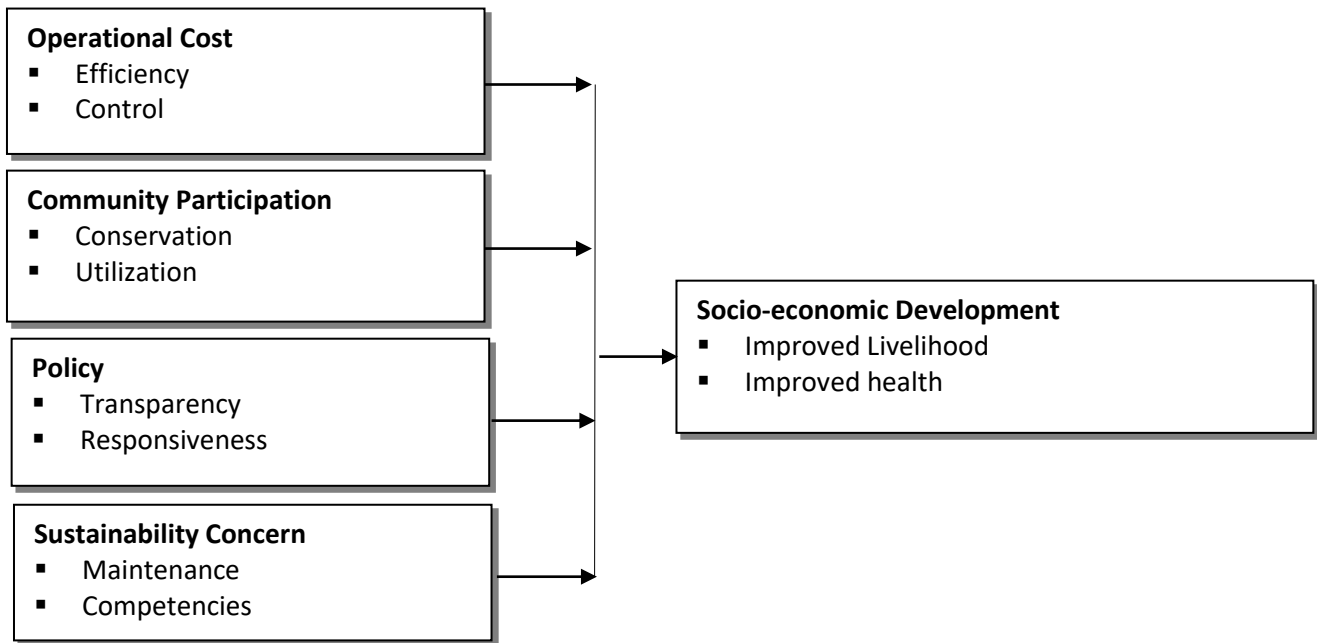 Operational Cost
▪ Efficiency
▪ Control
Community Participation
▪ Conservation
▪ Utilization
Policy
▪ Transparency
▪ Responsiveness
Sustainability Concern
▪ Maintenance
▪ Competencies
Socio-economic Development
▪ Improved Livelihood
▪ Improved health